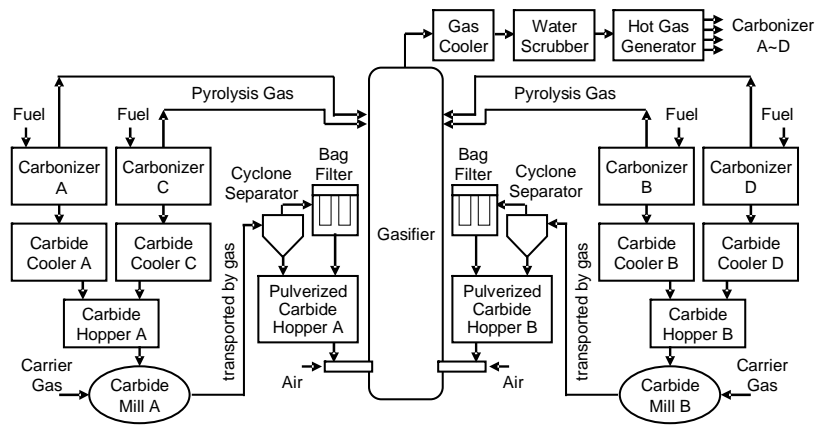 Gas
Cooler
Water
Scrubber
Hot Gas
Generator
Carbonizer
A~D
Pyrolysis Gas
Pyrolysis Gas
Fuel
Fuel
Fuel
Fuel
Carbonizer
A
Carbonizer
C
Cyclone
Separator
Bag
Filter
Gasifier
Bag
Filter
Cyclone
Separator
Carbonizer
B
Carbonizer
D
Carbide
Cooler A
Carbide
Cooler C
Carbide
Cooler B
Carbide
Cooler D
transported by gas
Pulverized
Carbide
Hopper A
Pulverized
Carbide
Hopper B
transported by gas
Carbide
Hopper A
Carbide
Hopper B
Carrier
Gas
Carbide
Mill A
Air
Air
Carbide
Mill B
Carrier
Gas